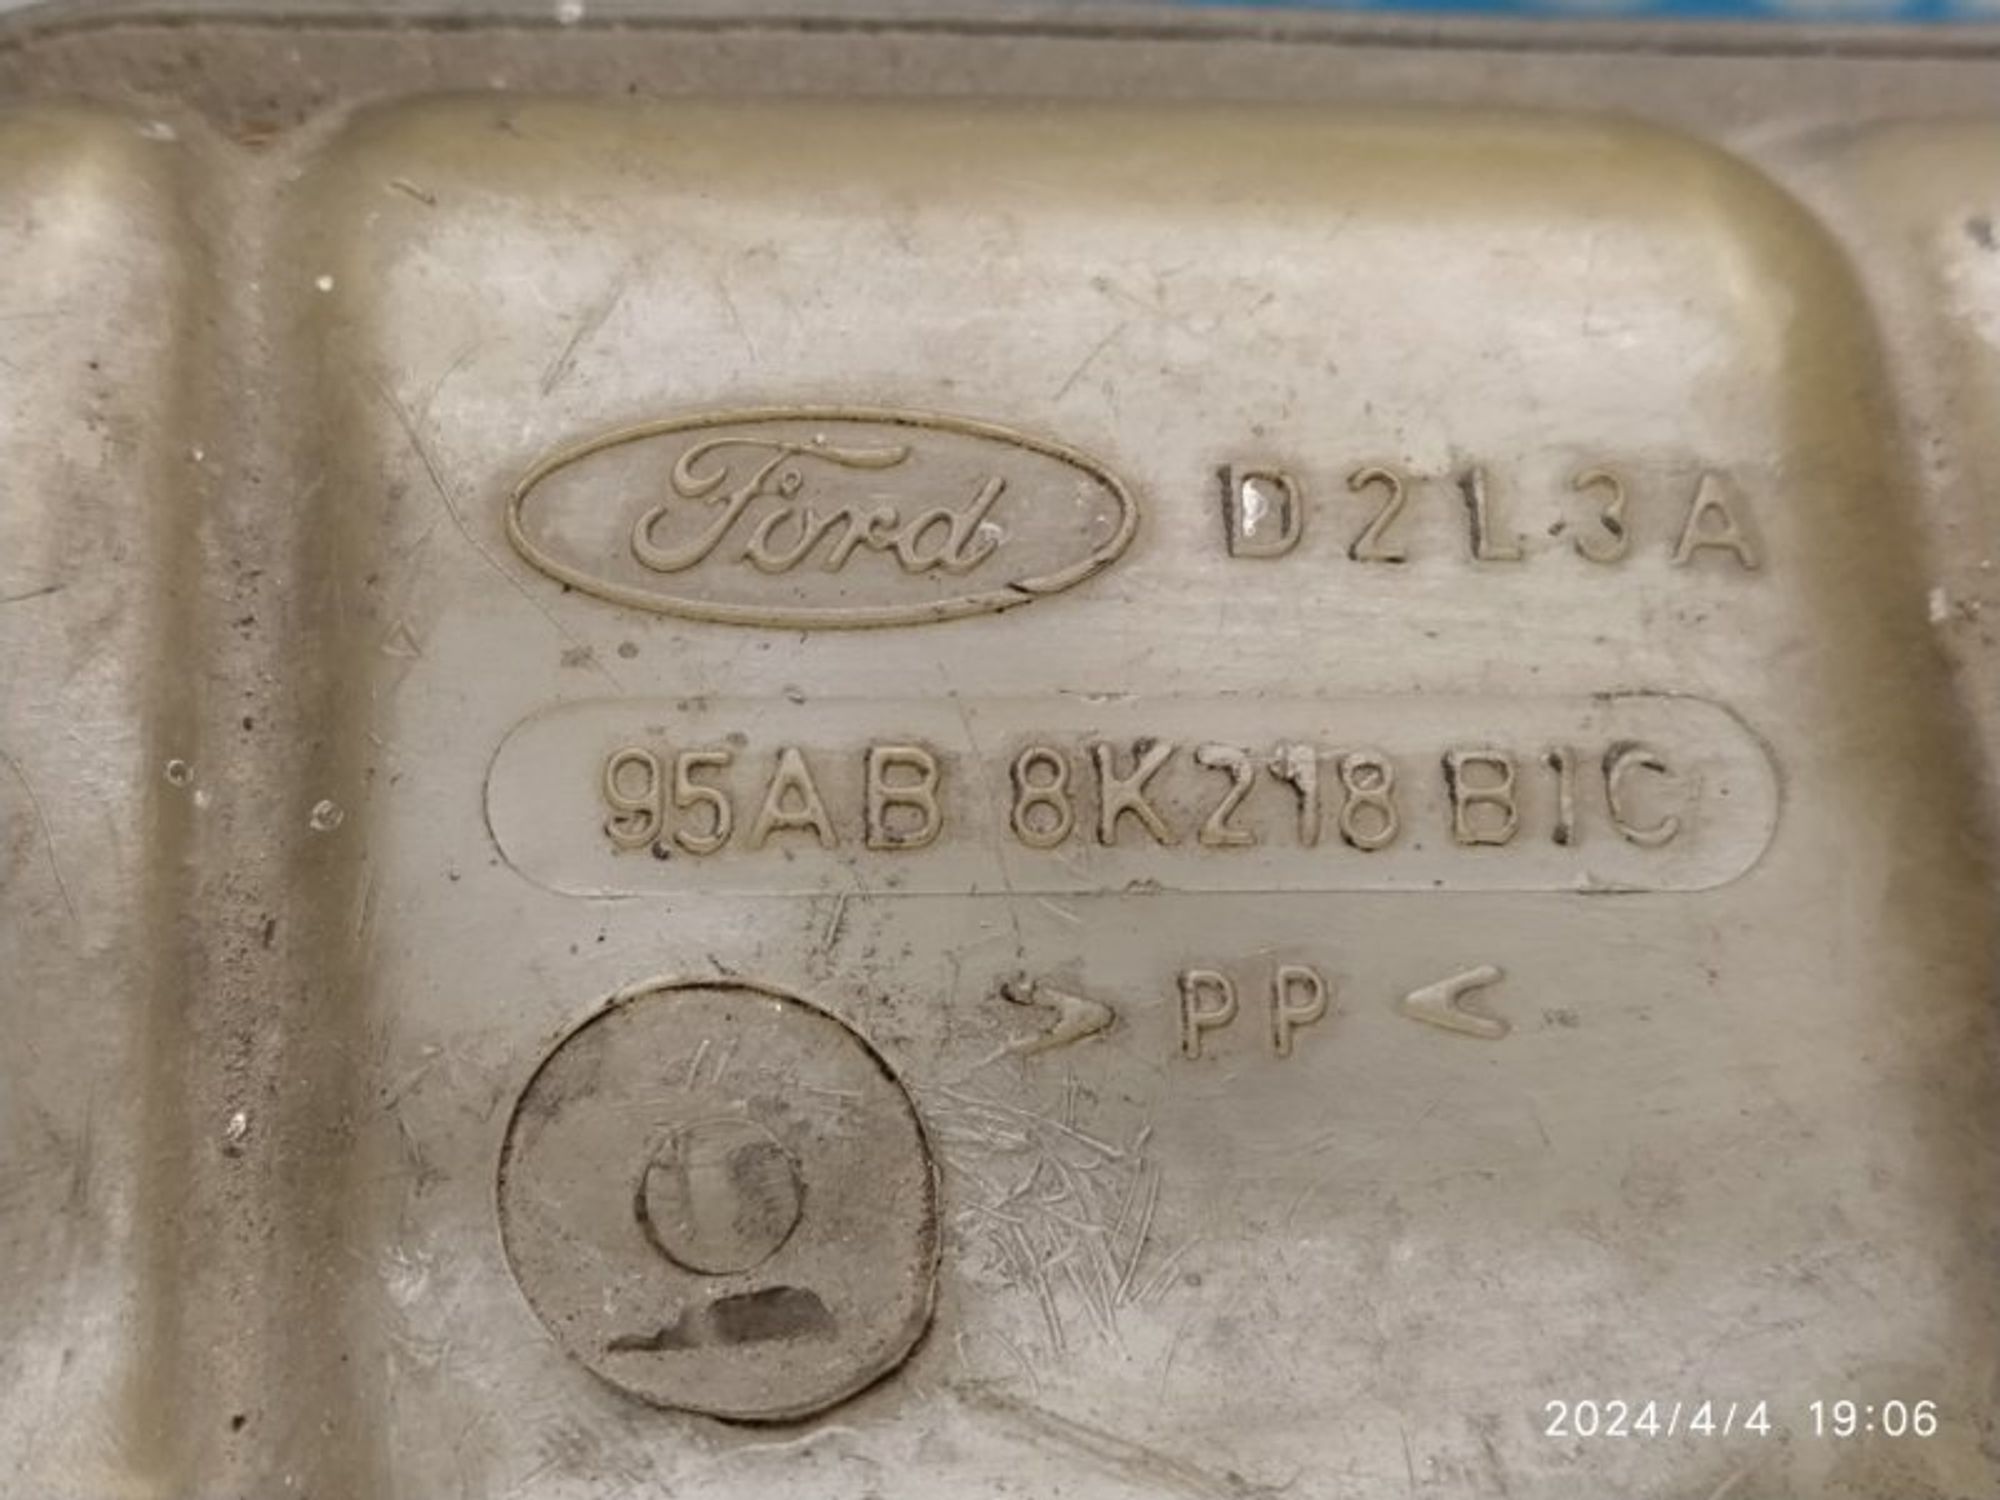 Ford D2L3A
95AB 8K218 B1C
> PP <
2024/4/4 19:06